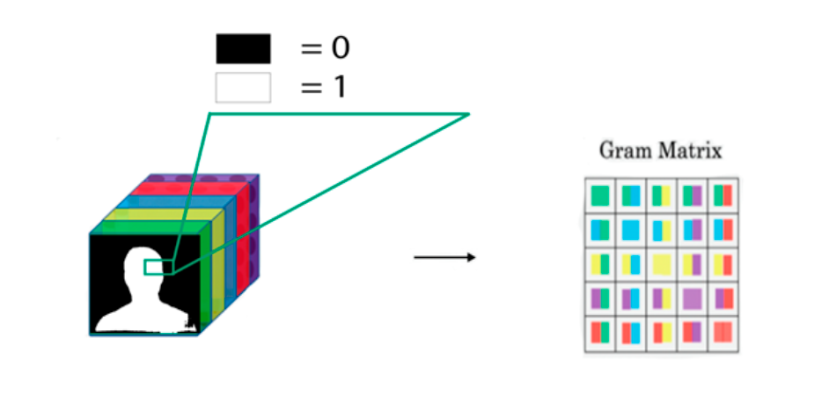 = 0
= 1
Gram Matrix